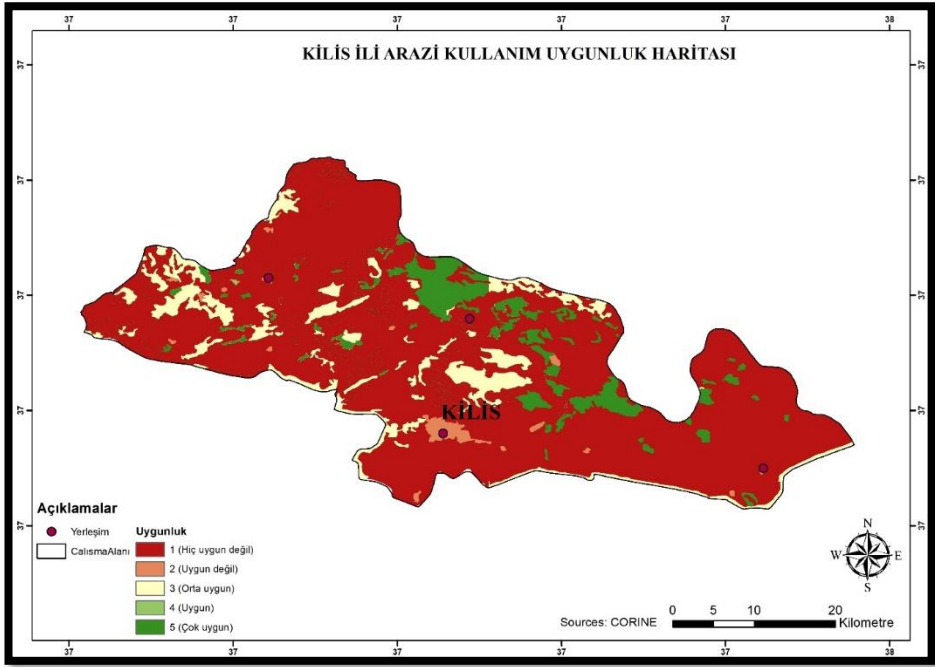 37 37 37 37 37 38
KİLİS İLİ ARAZİ KULLANIM UYGUNLUK HARİTASI
37 37
37 37
37 37
37 37
KİLİS
37 37
Açıklamalar
Yerleşim
CalısmaAlanı
Uygunluk
1 (Hiç uygun değil)
2 (Uygun değil)
3 (Orta uygun)
4 (Uygun)
5 (Çok uygun)
N
W E
S
Sources: CORINE
0 5 10 20
Kilometre
37 37 37 37 37 38